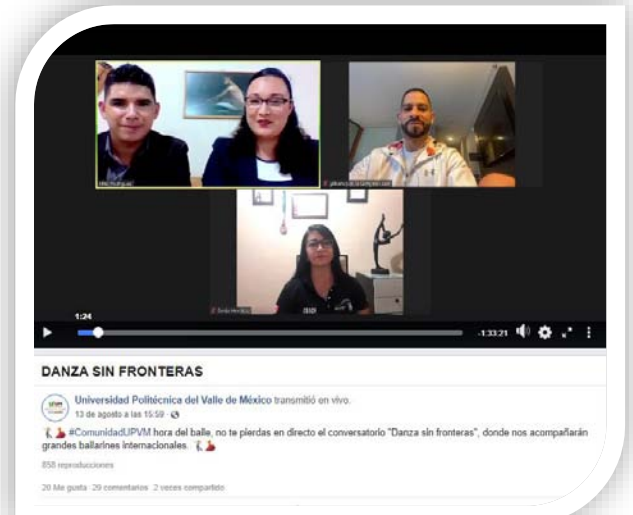 1:24
-1:33:21
DANZA SIN FRONTERAS
Universidad Politécnica del Valle de México transmitió en vivo.
13 de agosto a las 15:59 ·
#ComunidadUPVM hora del baile, no te pierdas en directo el conversatorio "Danza sin fronteras", donde nos acompañarán
grandes bailarines internacionales.
858 reproducciones
20 Me gusta 29 comentarios 2 veces compartido